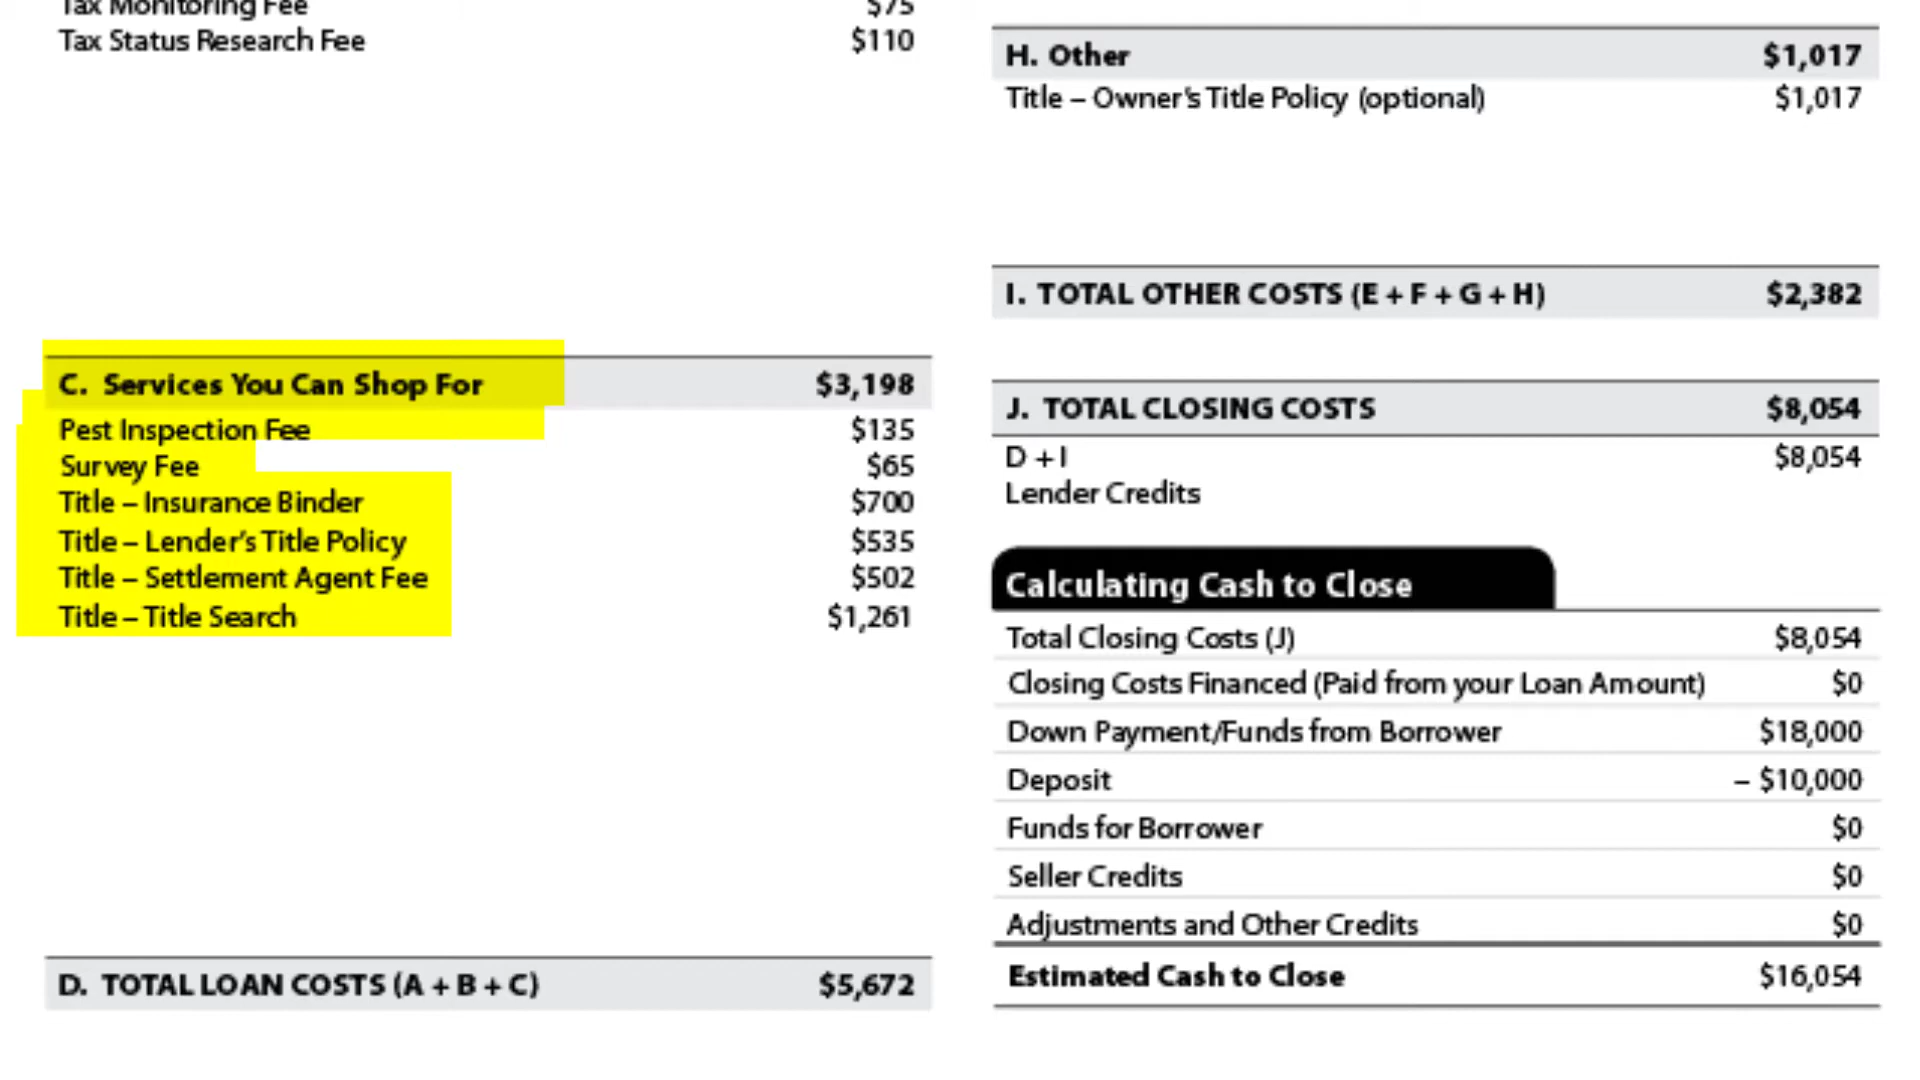 Tax Monitoring Fee $75
Tax Status Research Fee $110
C. Services You Can Shop For $3,198
Pest Inspection Fee $135
Survey Fee $65
Title – Insurance Binder $700
Title – Lender's Title Policy $535
Title – Settlement Agent Fee $502
Title – Title Search $1,261
D. TOTAL LOAN COSTS (A + B + C) $5,672
H. Other $1,017
Title – Owner's Title Policy (optional) $1,017
I. TOTAL OTHER COSTS (E + F + G + H) $2,382
J. TOTAL CLOSING COSTS $8,054
D + I $8,054
Lender Credits
Calculating Cash to Close
Total Closing Costs (J) $8,054
Closing Costs Financed (Paid from your Loan Amount) $0
Down Payment/Funds from Borrower $18,000
Deposit – $10,000
Funds for Borrower $0
Seller Credits $0
Adjustments and Other Credits $0
Estimated Cash to Close $16,054